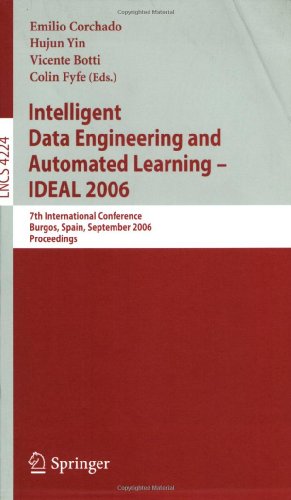 Emilio Corchado
Hujun Yin
Vicente Botti
Colin Fyfe (Eds.)
LNCS 4224
Intelligent
Data Engineering and
Automated Learning –
IDEAL 2006
7th International Conference
Burgos, Spain, September 2006
Proceedings
Springer